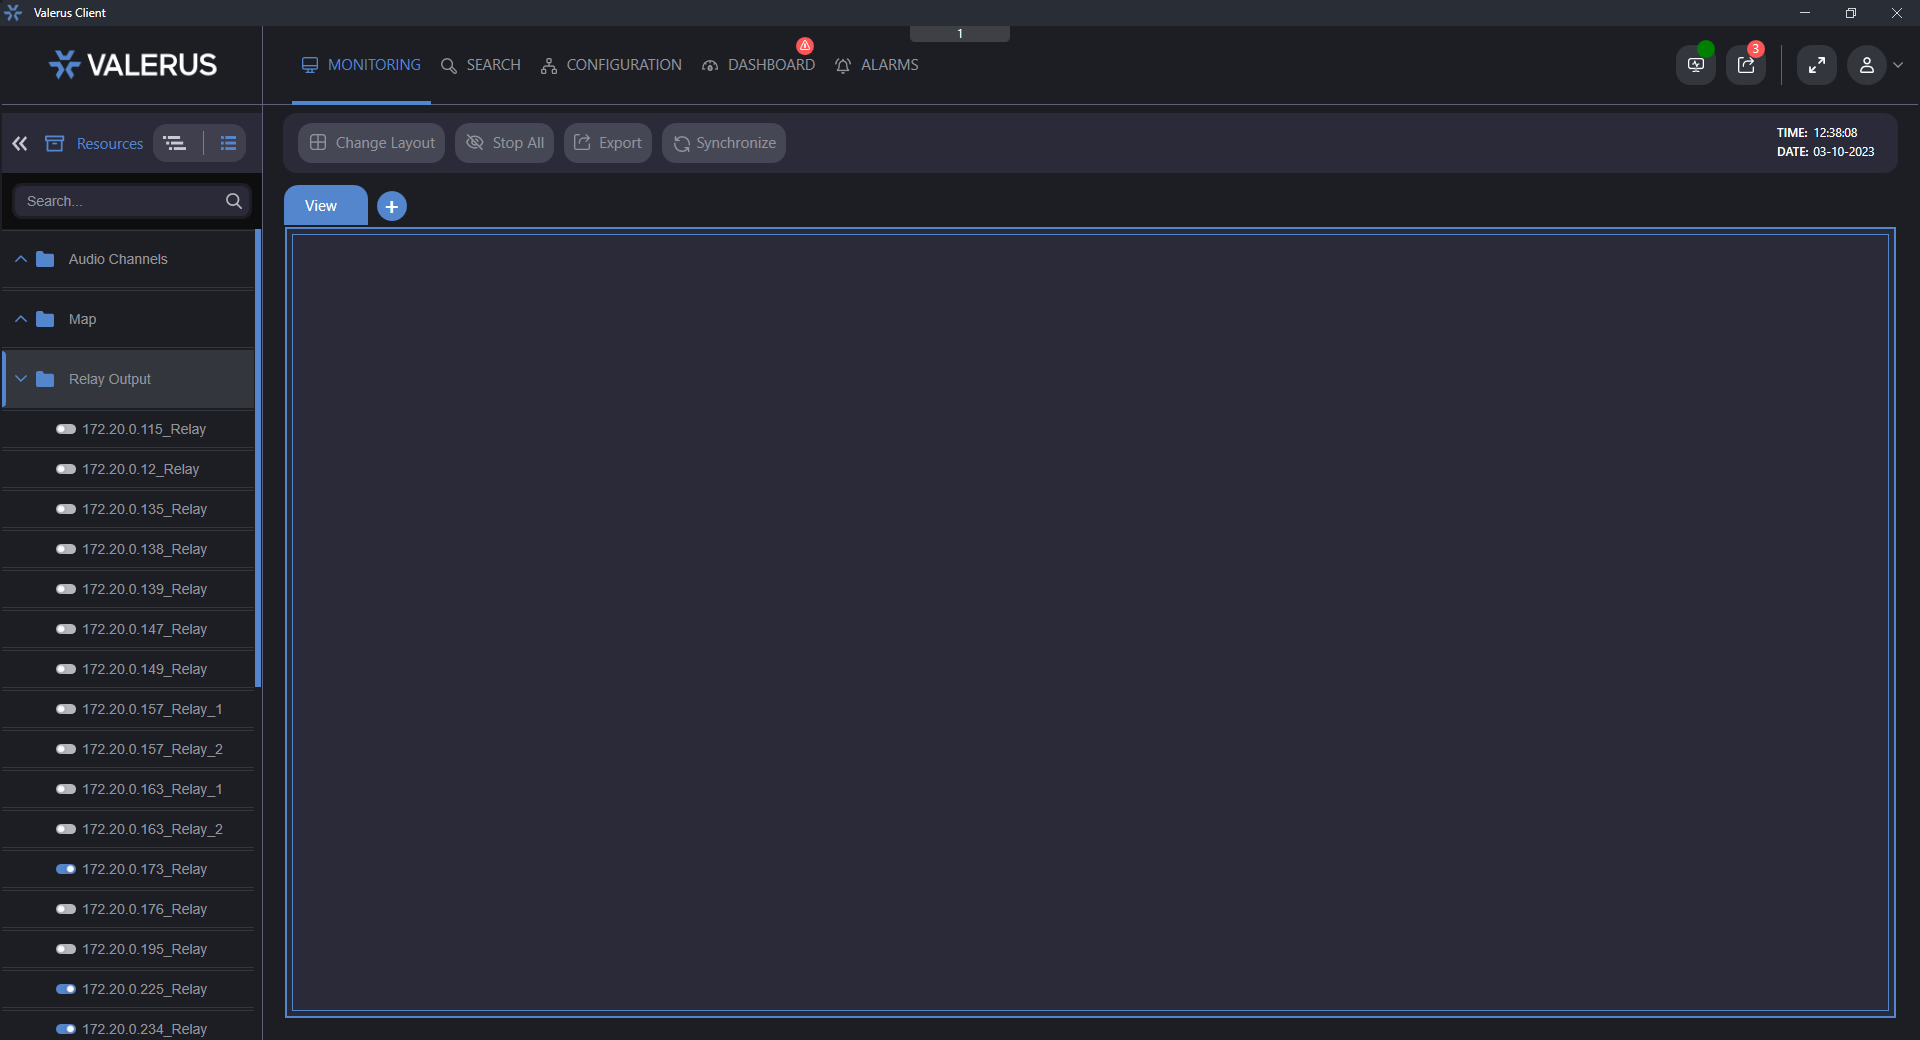 Valerus Client
1
VALERUS
MONITORING
SEARCH
CONFIGURATION
DASHBOARD
ALARMS
3
Resources
Change Layout
Stop All
Export
Synchronize
TIME: 12:38:08
DATE: 03-10-2023
Search...
View
Audio Channels
Map
Relay Output
172.20.0.115_Relay
172.20.0.12_Relay
172.20.0.135_Relay
172.20.0.138_Relay
172.20.0.139_Relay
172.20.0.147_Relay
172.20.0.149_Relay
172.20.0.157_Relay_1
172.20.0.157_Relay_2
172.20.0.163_Relay_1
172.20.0.163_Relay_2
172.20.0.173_Relay
172.20.0.176_Relay
172.20.0.195_Relay
172.20.0.225_Relay
172.20.0.234_Relay